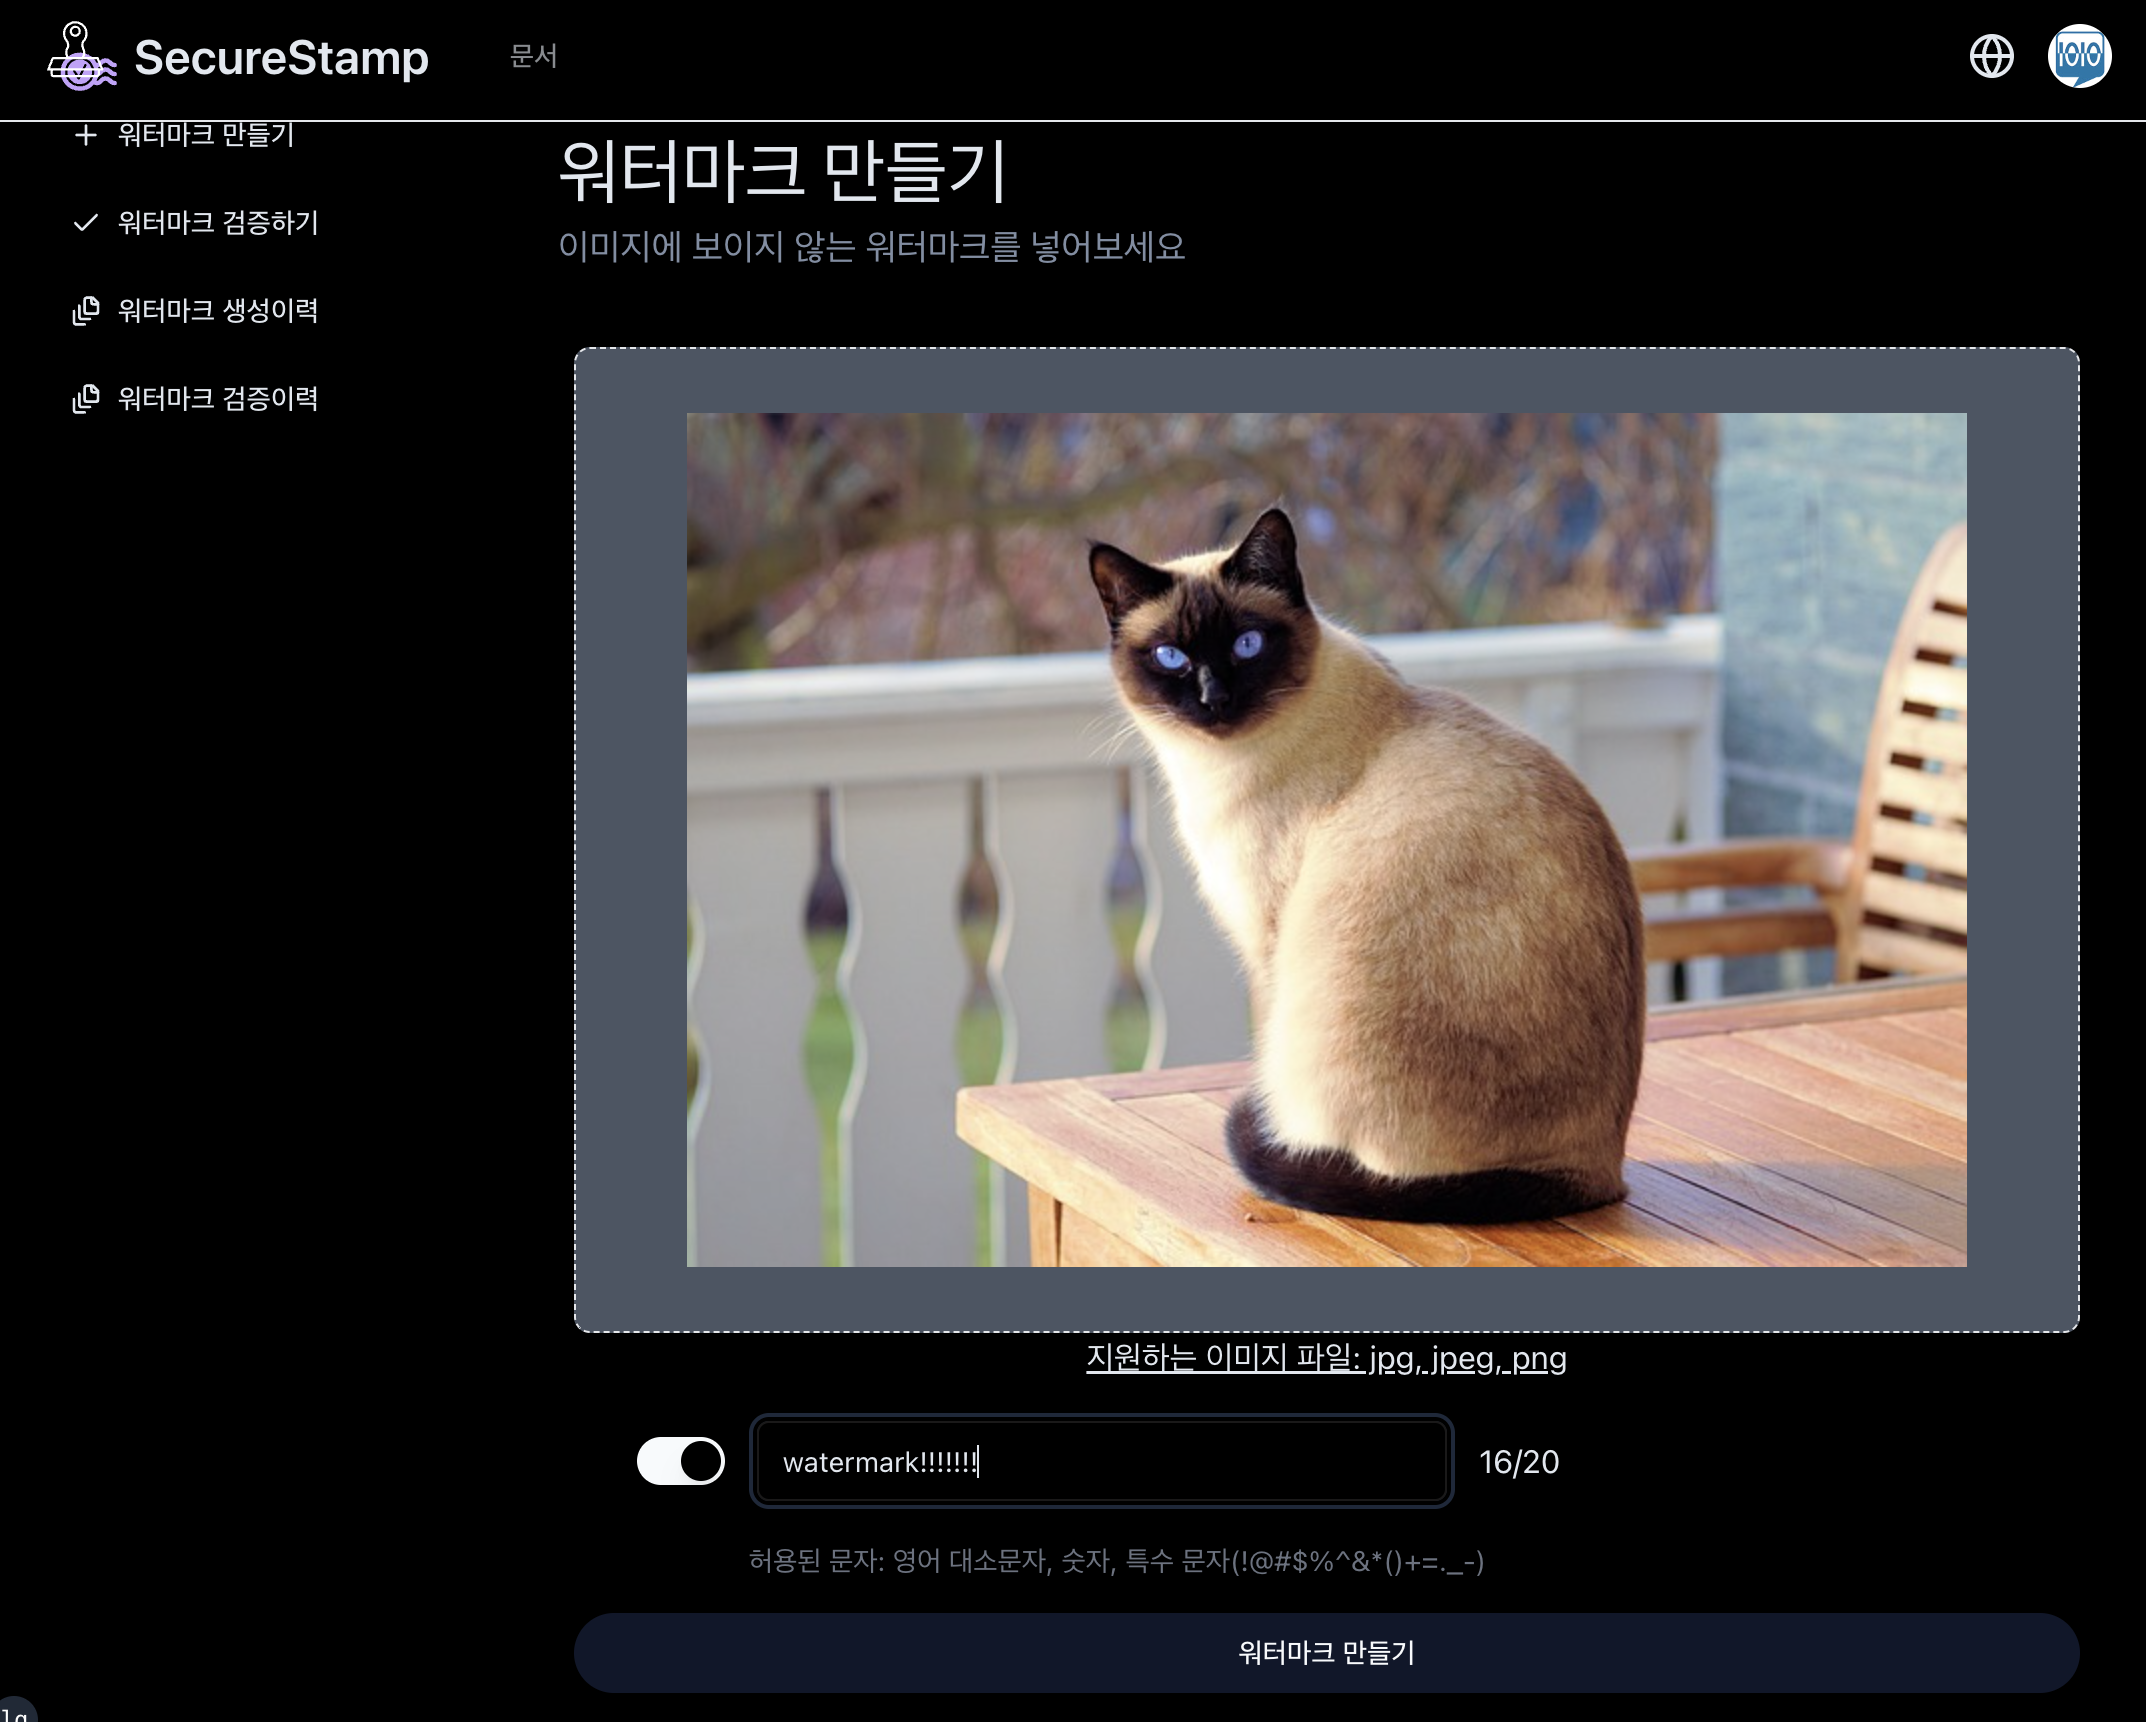 SecureStamp
문서
IOIO
워터마크 만들기
워터마크 검증하기
워터마크 생성이력
워터마크 검증이력
워터마크 만들기
이미지에 보이지 않는 워터마크를 넣어보세요
지원하는 이미지 파일: jpg, jpeg, png
watermark!!!!!!!
16/20
허용된 문자: 영어 대소문자, 숫자, 특수 문자(!@#$%^&*()+=._-)
워터마크 만들기